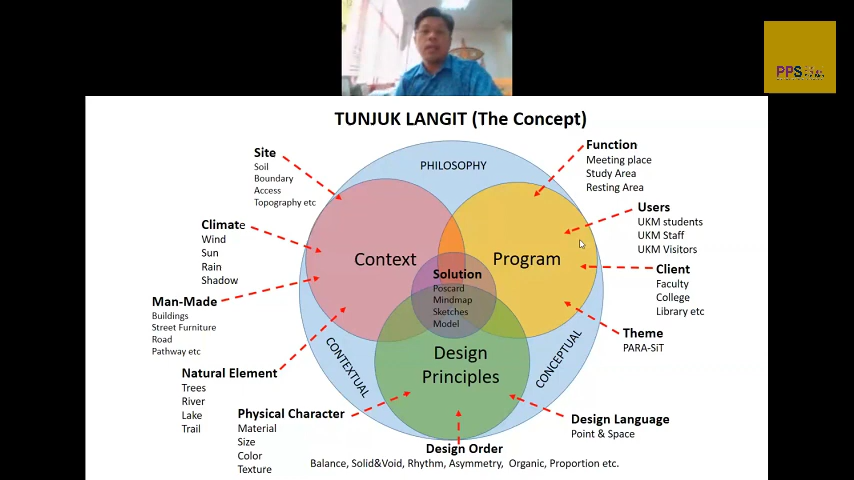 TUNJUK LANGIT (The Concept)
PHILOSOPHY
Site
Soil
Boundary
Access
Topography etc
Climate
Wind
Sun
Rain
Shadow
Man-Made
Buildings
Street Furniture
Road
Pathway etc
Natural Element
Trees
River
Lake
Trail
Physical Character
Material
Size
Color
Texture
Context
Program
Solution
Poscard
Mindmap
Sketches
Model
Design
Principles
CONTEXTUAL
CONCEPTUAL
Function
Meeting place
Study Area
Resting Area
Users
UKM students
UKM Staff
UKM Visitors
Client
Faculty
College
Library etc
Theme
PARA-SiT
Design Language
Point & Space
Design Order
Balance, Solid&Void, Rhythm, Asymmetry, Organic, Proportion etc.